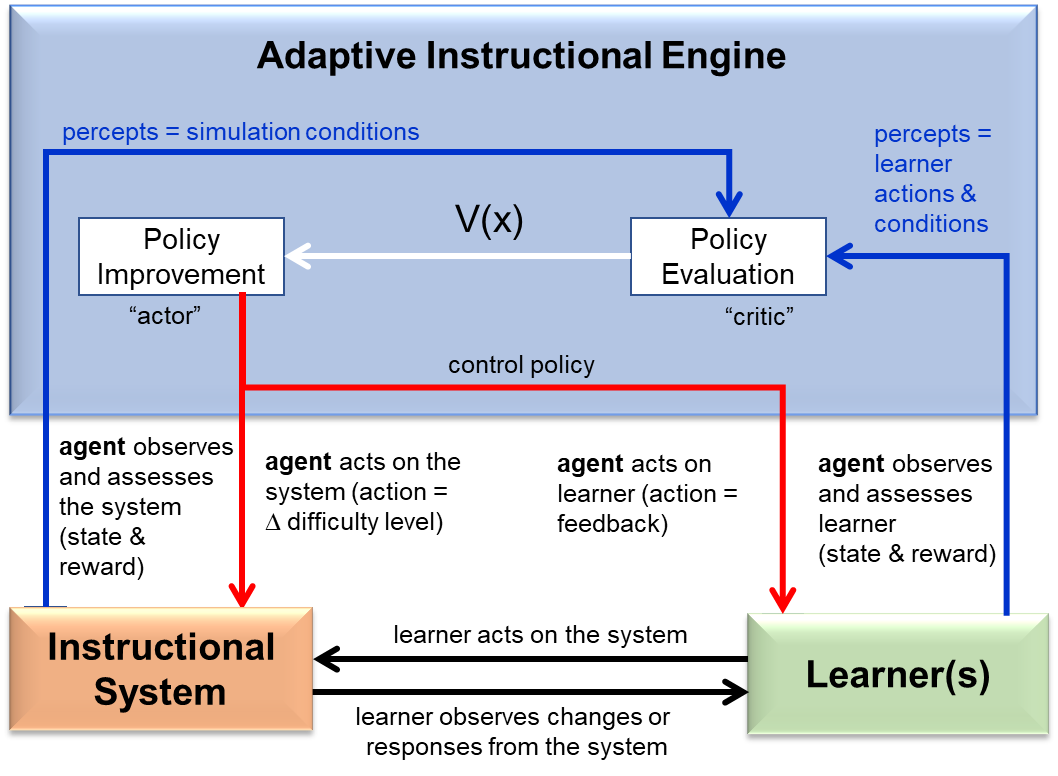 Adaptive Instructional Engine
percepts = simulation conditions
percepts =
learner
actions &
conditions
V(x)
Policy
Improvement
"actor"
Policy
Evaluation
"critic"
control policy
agent observes
and assesses
the system
(state &
reward)
agent acts on the
system (action =
Δ difficulty level)
agent acts on
learner (action =
feedback)
agent observes
and assesses
learner
(state & reward)
Instructional
System
learner acts on the system
learner observes changes or
responses from the system
Learner(s)